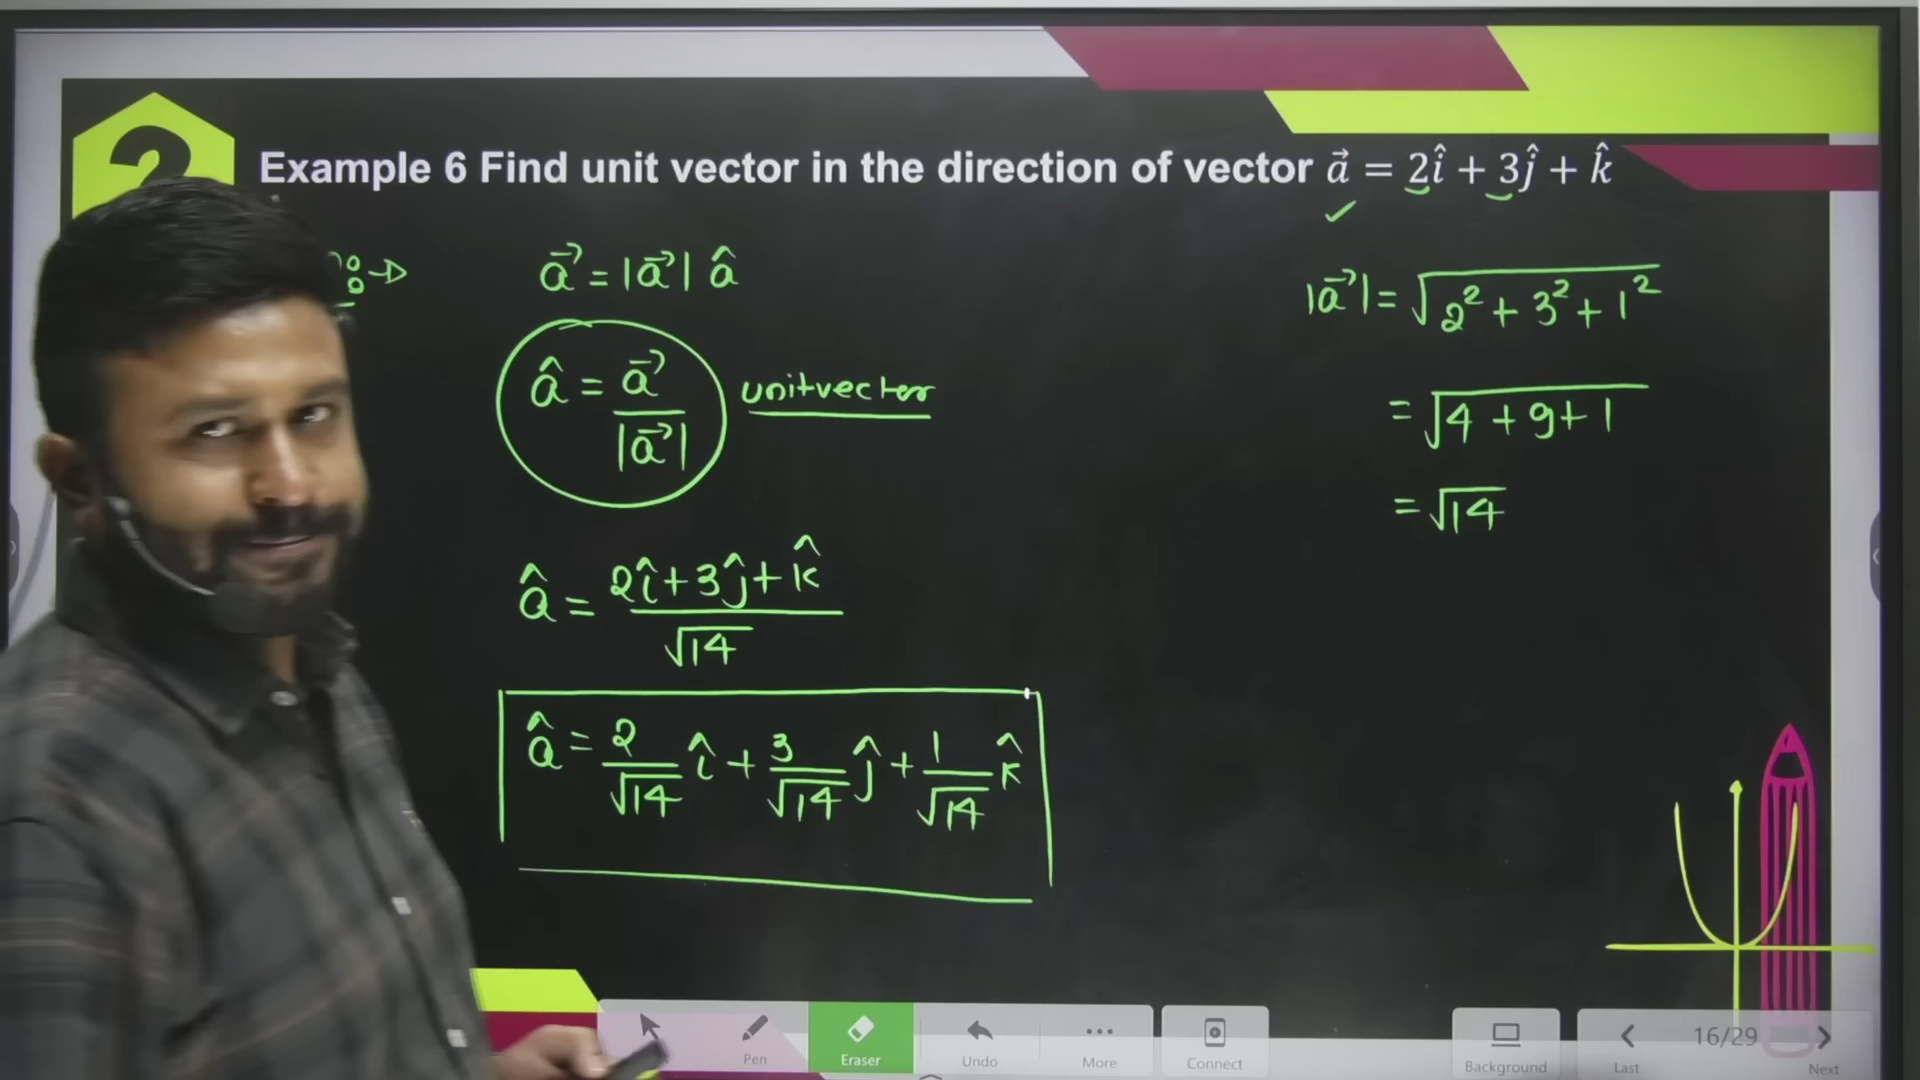 2
Example 6 Find unit vector in the direction of vector a⃗ = 2î + 3ĵ + k̂
a⃗ = |a⃗| â
â = a⃗ / |a⃗| unitvector
â = 2î + 3ĵ + k̂ / √14
â = 2/√14 î + 3/√14 ĵ + 1/√14 k̂
|a⃗| = √(2² + 3² + 1²)
= √(4 + 9 + 1)
= √14
Pen
Eraser
Undo
More
Connect
Background
Last
16/29
Next